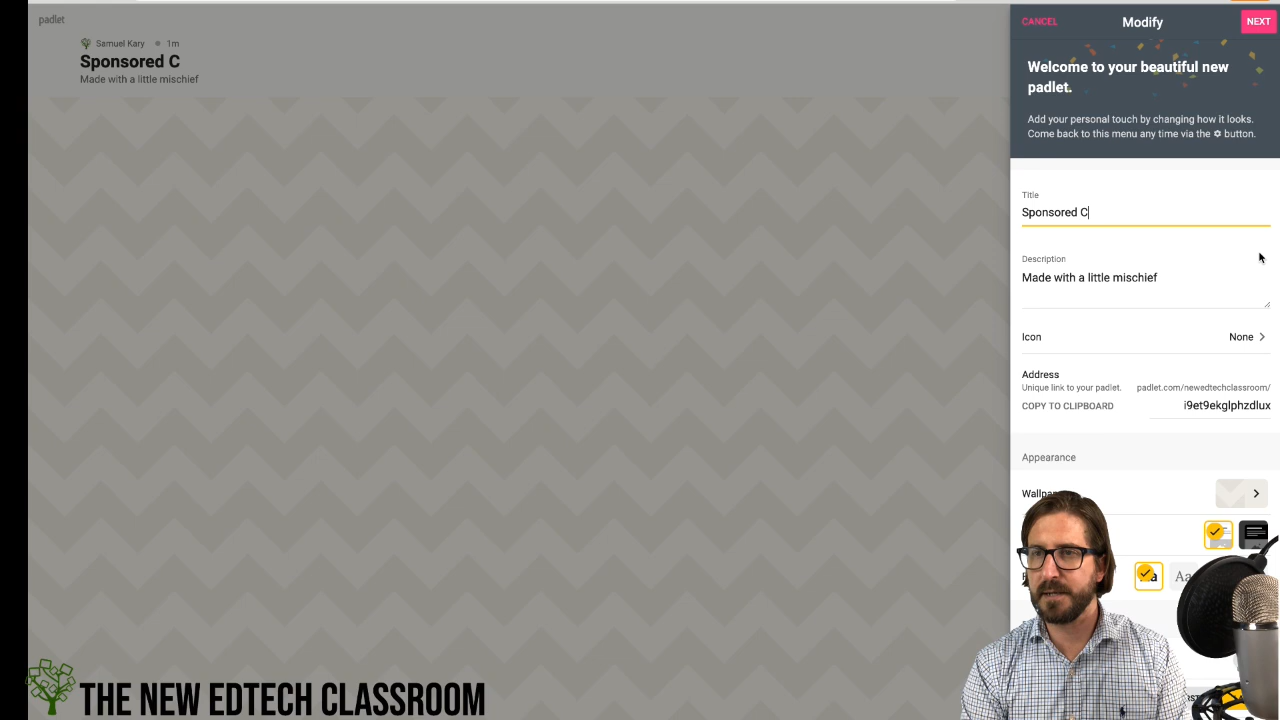 padlet
Samuel Kary 1m
Sponsored C
Made with a little mischief
CANCEL
Modify
NEXT
Welcome to your beautiful new
padlet.
Add your personal touch by changing how it looks.
Come back to this menu any time via the button.
Title
Sponsored C
Description
Made with a little mischief
Icon
None
Address
Unique link to your padlet.
padlet.com/newedtechclassroom/
COPY TO CLIPBOARD
i9et9ekglphzdlux
Appearance
Aa
THE NEW EDTECH CLASSROOM